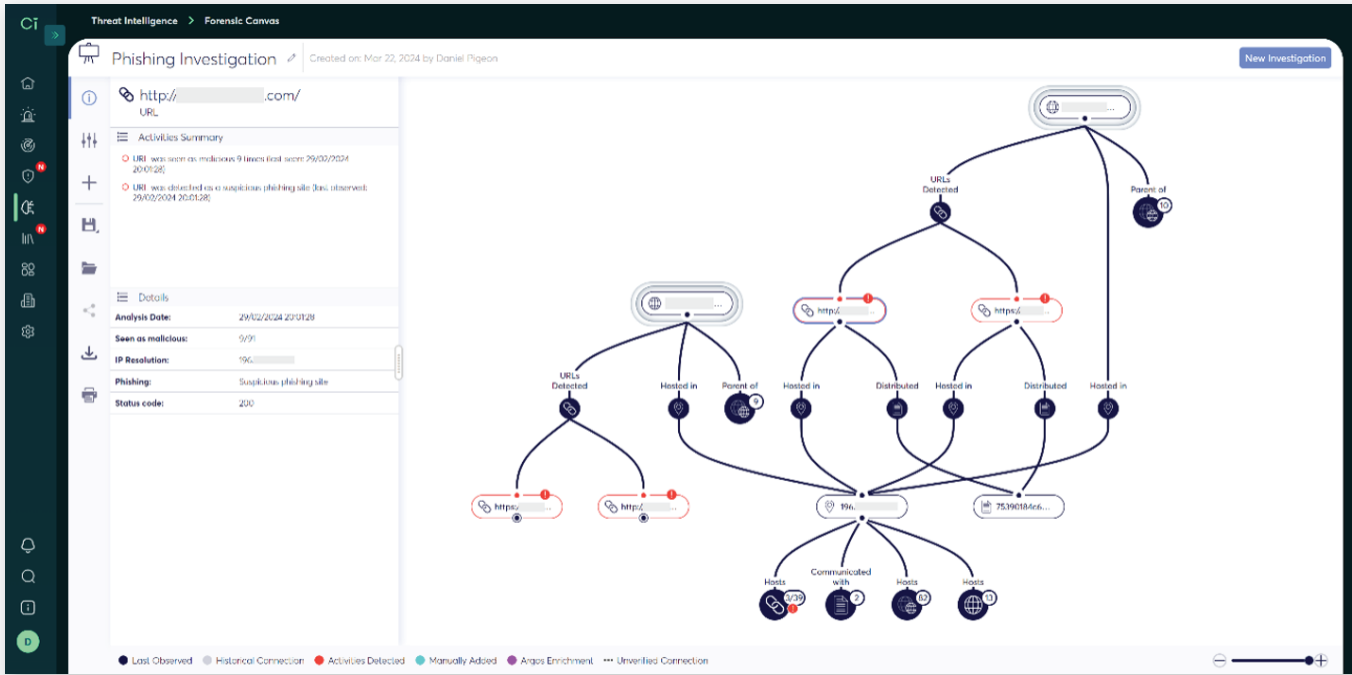 Ci
Threat Intelligence > Forensic Canvas
Phishing Investigation
Created on: Mar 22, 2024 by Daniel Pigeon
New Investigation
http:// .com/
URL
Activities Summary
URL was seen as malicious 9 times (last seen: 29/02/2024
20:01:28)
URL was detected as a suspicious phishing site (last observed:
29/02/2024 20:01:28)
Details
Analysis Date: 29/02/2024 20:01:28
Seen as malicious: 9/91
IP Resolution: 196.
Phishing: Suspicious phishing site
Status code: 200
N
N
D
...
URLs
Detected
Parent of
10
...
http:/ ...
https: ...
URLs
Detected
Hosted in
Parent of
9
Hosted in
Distributed
Hosted in
Distributed
Hosted in
https: ...
http:/ ...
196.
75390184c6...
Hosts
3/39
Communicated
with
2
Hosts
82
Hosts
13
Last Observed
Historical Connection
Activities Detected
Manually Added
Argos Enrichment
Unverified Connection